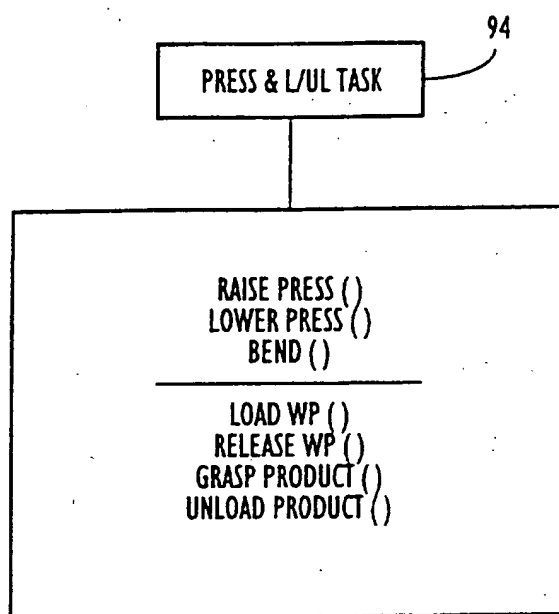 94
PRESS & L/UL TASK
RAISE PRESS ()
LOWER PRESS ()
BEND ()
LOAD WP ()
RELEASE WP ()
GRASP PRODUCT ()
UNLOAD PRODUCT ()